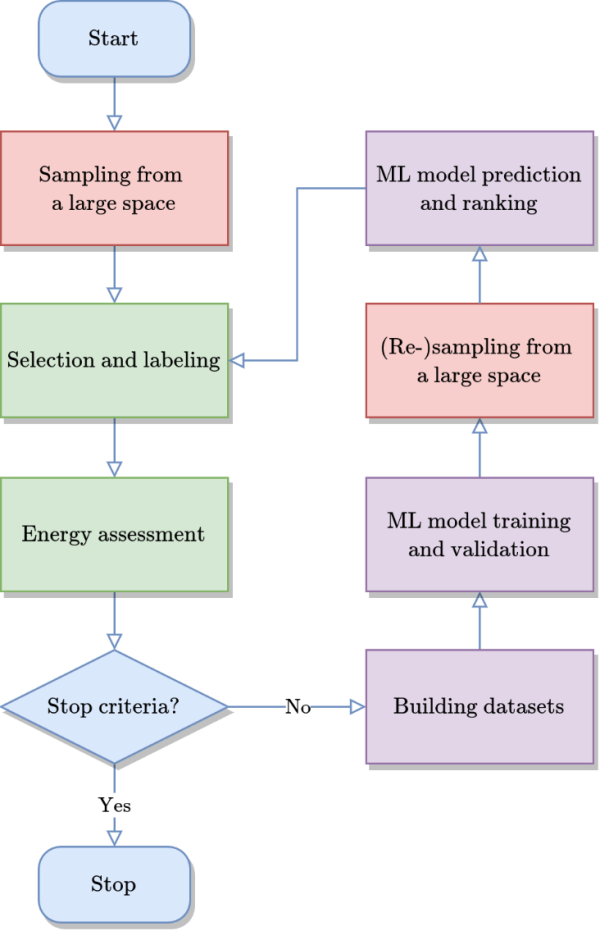 Start
Sampling from
a large space
Selection and labeling
Energy assessment
Stop criteria?
Yes
Stop
No
Building datasets
ML model training
and validation
(Re-)sampling from
a large space
ML model prediction
and ranking